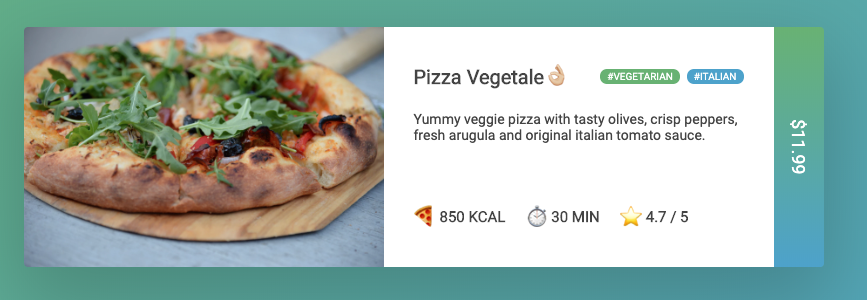 Pizza Vegetale👌🏼
#VEGETARIAN
#ITALIAN
Yummy veggie pizza with tasty olives, crisp peppers,
fresh arugula and original italian tomato sauce.
🍕 850 KCAL
⏱ 30 MIN
⭐ 4.7 / 5
$11.99